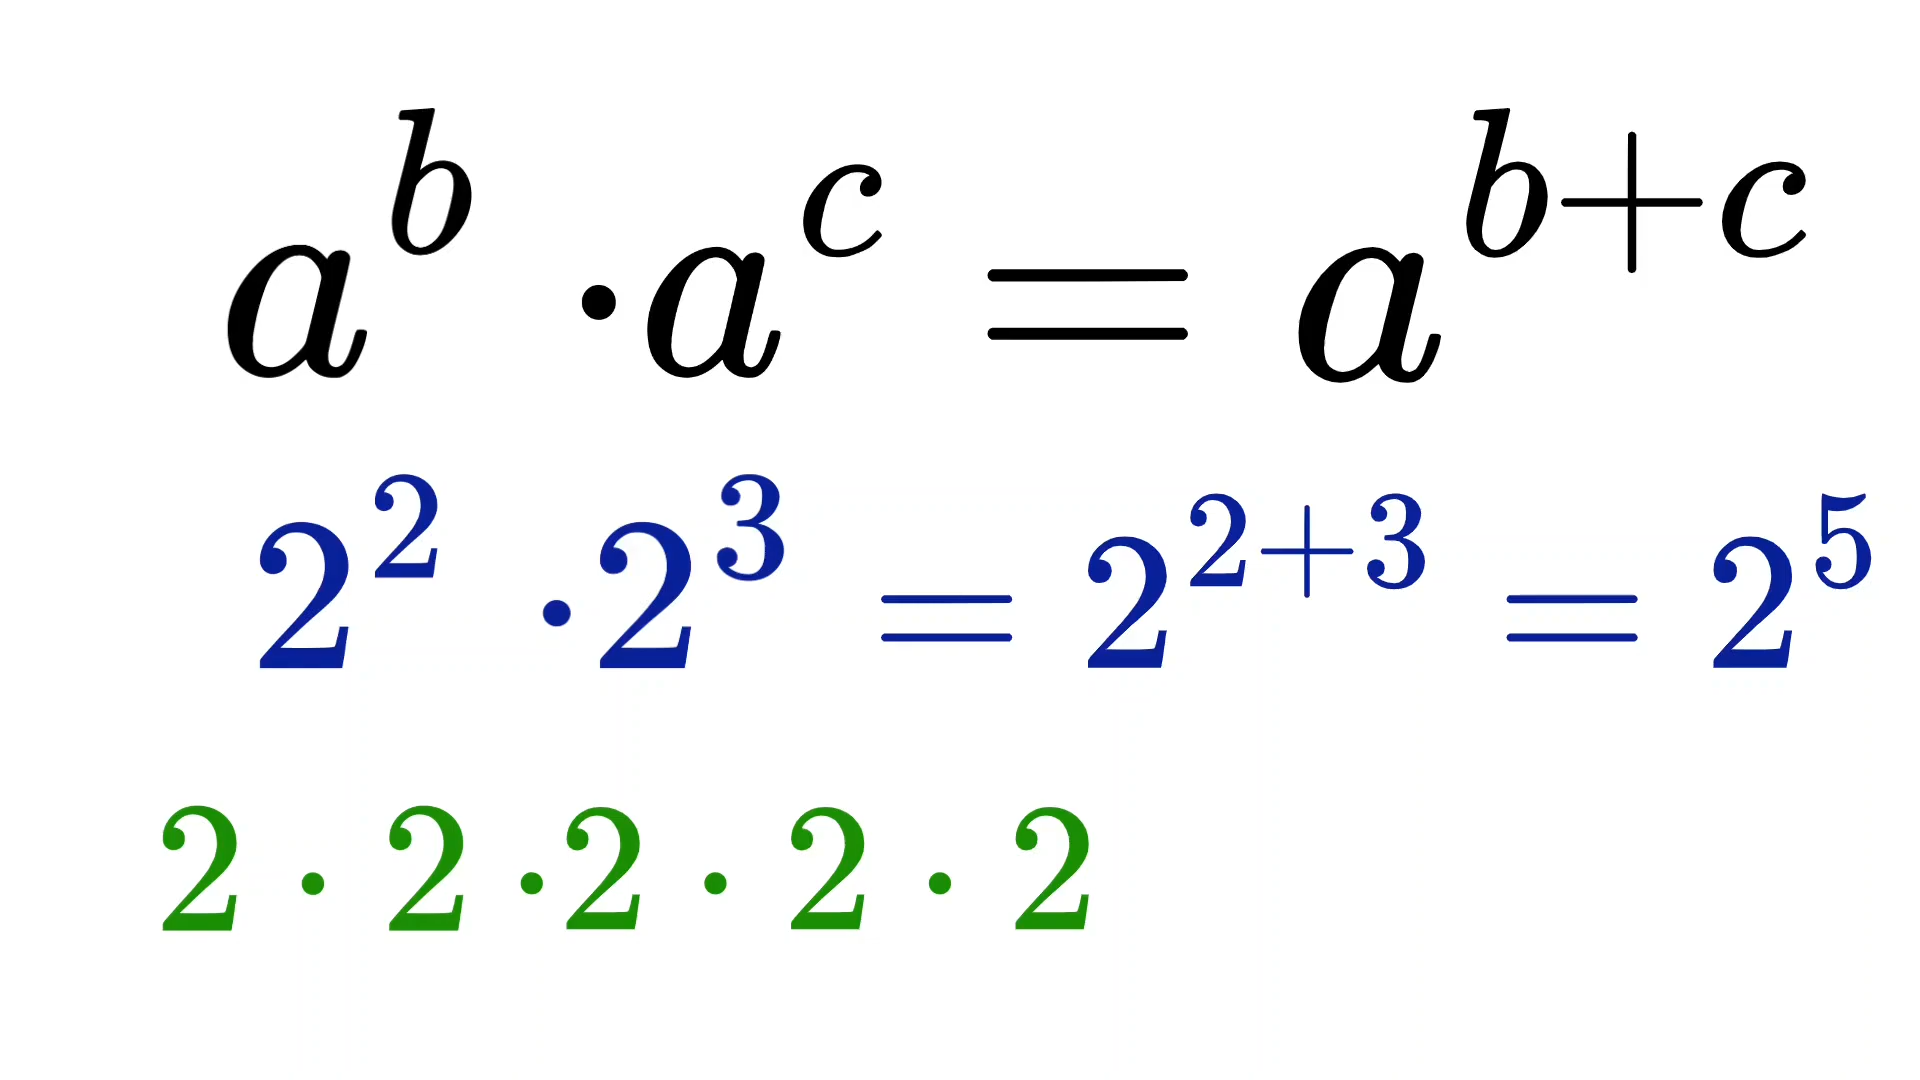 a^b · a^c = a^{b+c}
2^2 · 2^3 = 2^{2+3} = 2^5
2 · 2 · 2 · 2 · 2